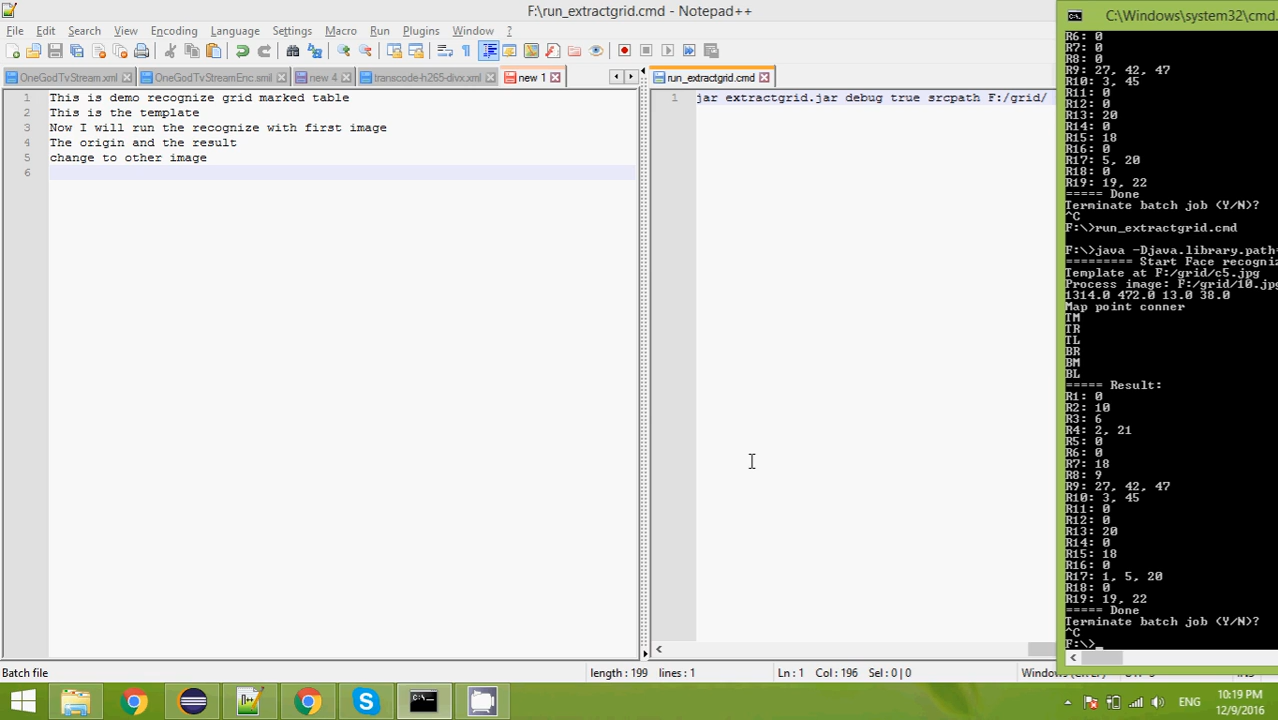 F:\run_extractgrid.cmd - Notepad++
File Edit Search View Encoding Language Settings Macro Run Plugins Window ?
OneGodTvStream.xml
OneGodTvStreamEnc.smil
new 4
transcode-h265-divx.xml
new 1
run_extractgrid.cmd
1 This is demo recognize grid marked table
2 This is the template
3 Now I will run the recognize with first image
4 The origin and the result
5 change to other image
6
1 jar extractgrid.jar debug true srcpath F:/grid/
C:\Windows\system32\cmd.
R6: 0
R7: 0
R8: 0
R9: 27, 42, 47
R10: 3, 45
R11: 0
R12: 0
R13: 20
R14: 0
R15: 18
R16: 0
R17: 5, 20
R18: 0
R19: 19, 22
===== Done
Terminate batch job (Y/N)?
^C
F:\>run_extractgrid.cmd
F:\>java -Djava.library.path=
========= Start Face recogniz
Template at F:/grid/c5.jpg
Process image: F:/grid/10.jpg
1314.0 472.0 13.0 38.0
Map point conner
TM
TR
TL
BR
BM
BL
===== Result:
R1: 0
R2: 10
R3: 6
R4: 2, 21
R5: 0
R6: 0
R7: 18
R8: 9
R9: 27, 42, 47
R10: 3, 45
R11: 0
R12: 0
R13: 20
R14: 0
R15: 18
R16: 0
R17: 1, 5, 20
R18: 0
R19: 19, 22
===== Done
Terminate batch job (Y/N)?
^C
F:\>_
Batch file
length : 199 lines : 1
Ln : 1 Col : 196 Sel : 0 | 0
ENG
10:19 PM
12/9/2016